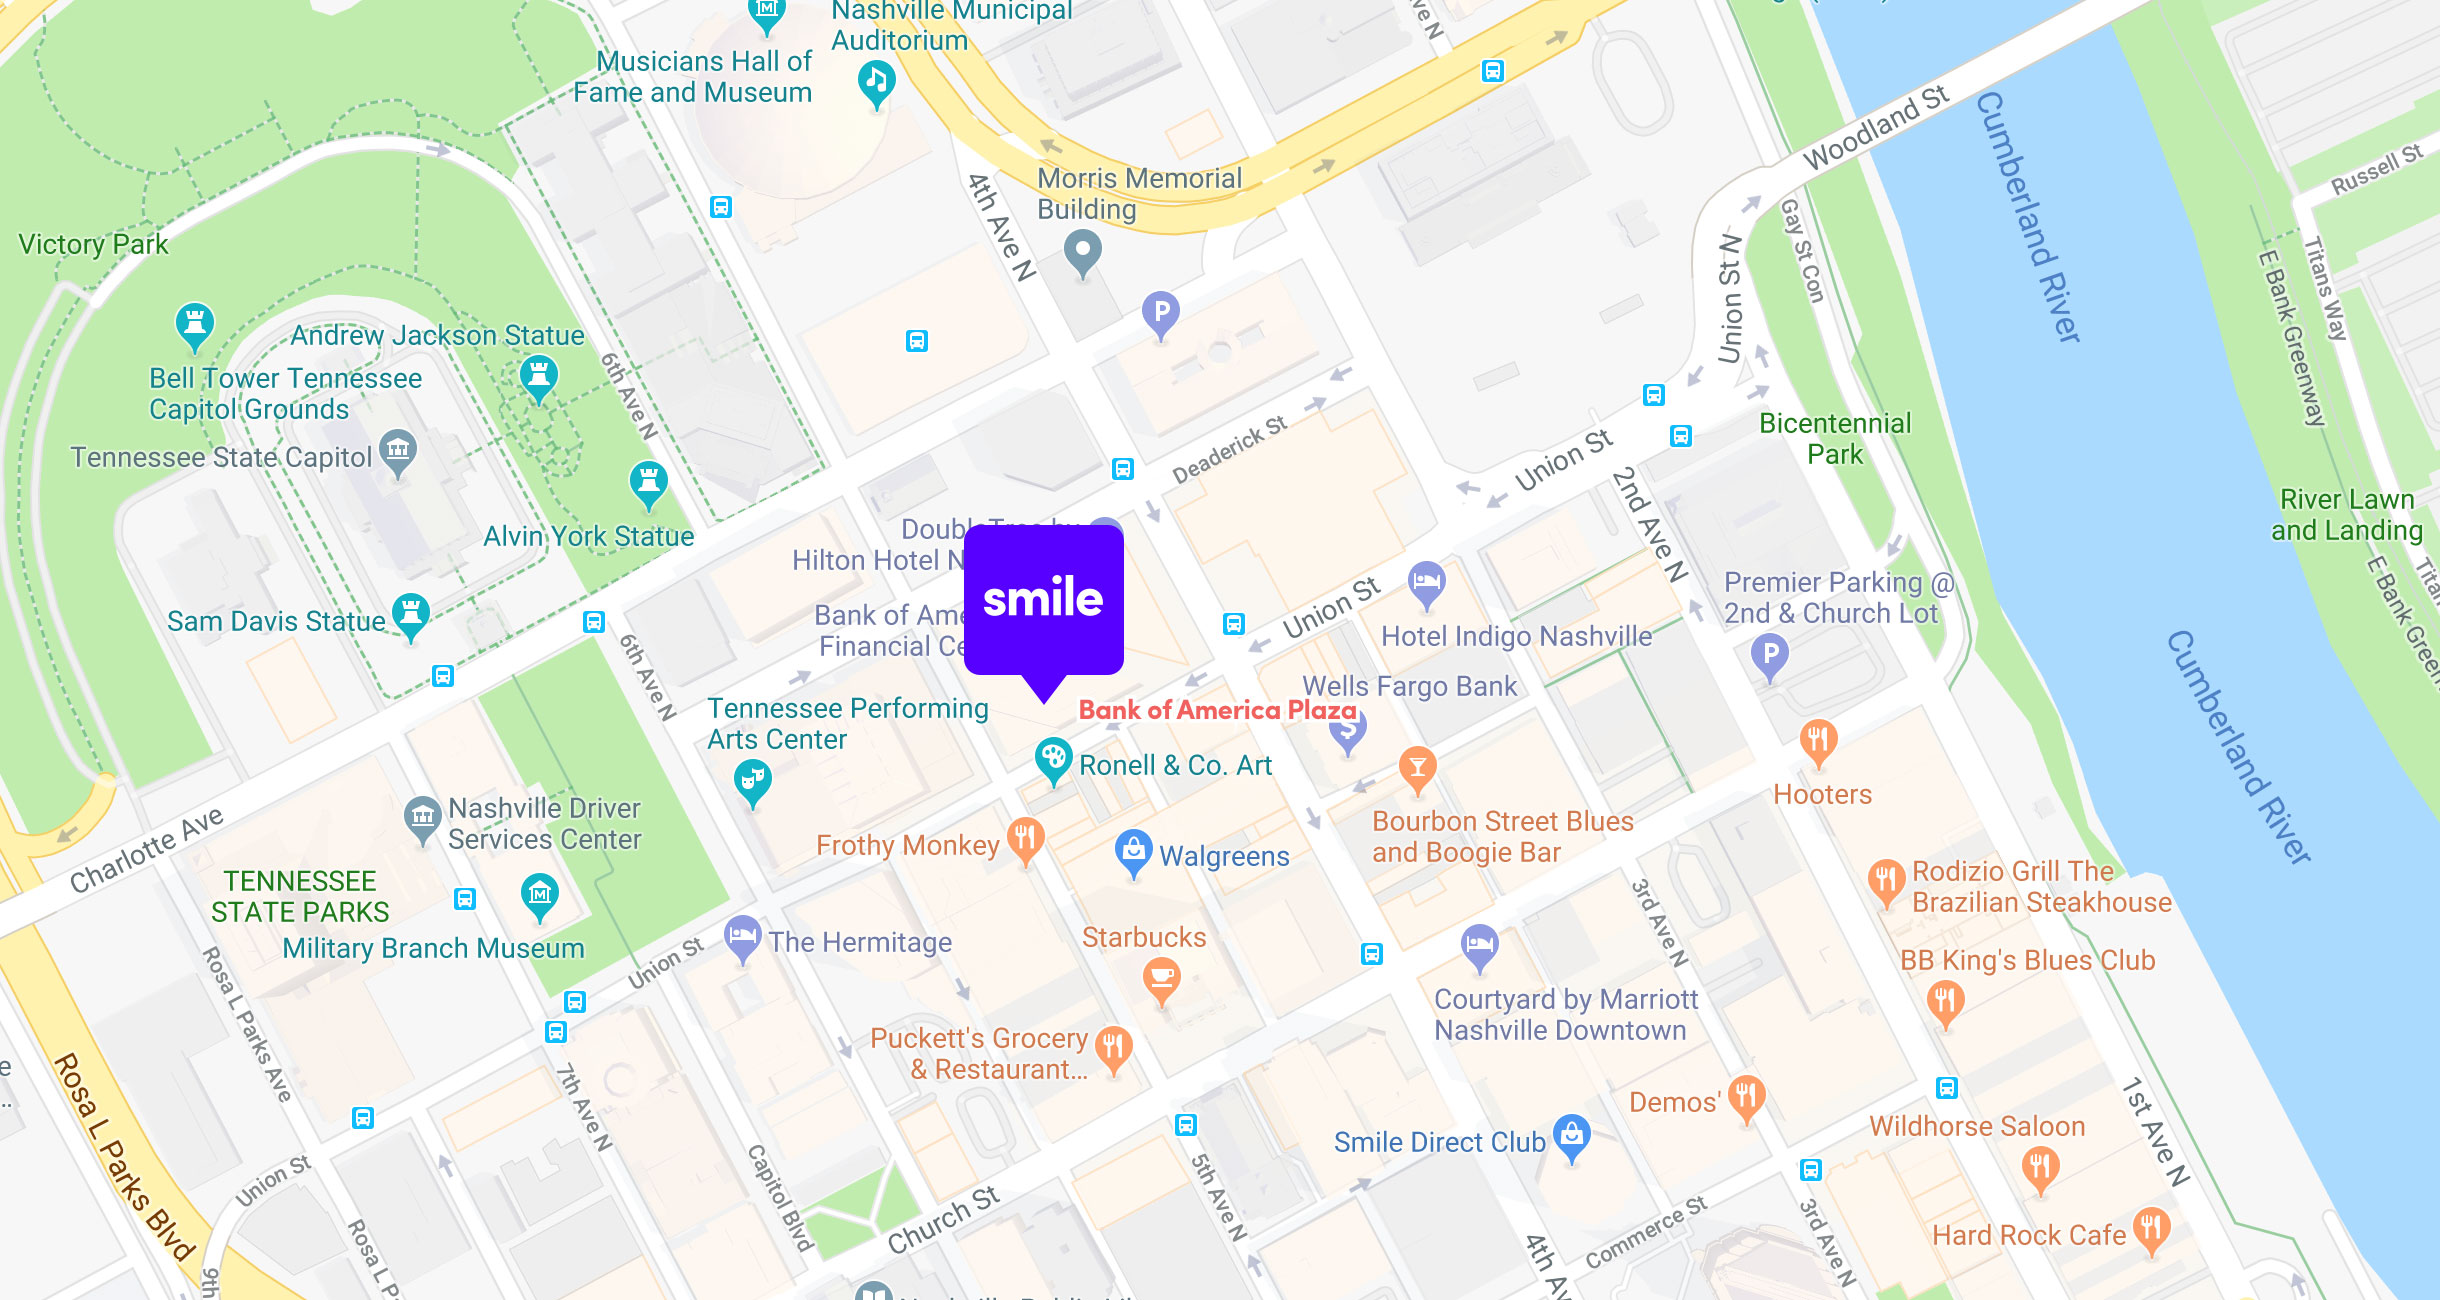 Nashville Municipal
Auditorium
Musicians Hall of
Fame and Museum
Woodland St
Cumberland River
Russell St
4th Ave N
Morris Memorial
Building
Victory Park
Gay St Con
Union St N
Titans Way
E Bank Greenway
Andrew Jackson Statue
Bell Tower Tennessee
Capitol Grounds
6th Ave N
P
Tennessee State Capitol
Deaderick St
Union St
Bicentennial
Park
2nd Ave N
River Lawn
and Landing
Alvin York Statue
Hilton Hotel N
smile
Premier Parking @
2nd & Church Lot
P
E Bank Green
Sam Davis Statue
Bank of Ame
Financial Ce
Union St
Hotel Indigo Nashville
6th Ave N
Wells Fargo Bank
Cumberland River
Tennessee Performing
Arts Center
Bank of America Plaza
$
Ronell & Co. Art
Hooters
Nashville Driver
Services Center
Charlotte Ave
Frothy Monkey
Walgreens
Bourbon Street Blues
and Boogie Bar
TENNESSEE
STATE PARKS
Rodizio Grill The
Brazilian Steakhouse
3rd Ave N
M
Military Branch Museum
Union St
The Hermitage
Starbucks
BB King's Blues Club
Rosa L Parks Ave
Courtyard by Marriott
Nashville Downtown
Puckett's Grocery
& Restaurant...
Rosa L Parks Blvd
7th Ave N
Demos'
Wildhorse Saloon
1st Ave N
Smile Direct Club
Capitol Blvd
Union St
5th Ave N
Church St
Commerce St
3rd Ave N
Hard Rock Cafe
Rosa L P
4th Av
9th